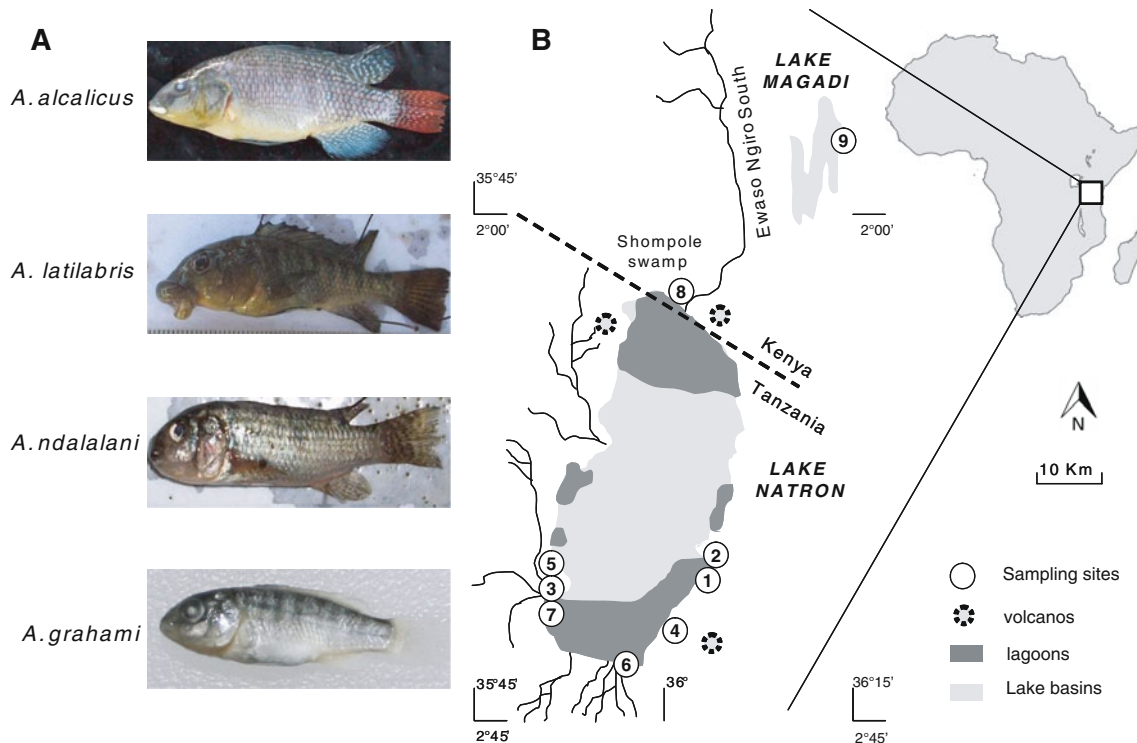 A
A. alcalicus
A. latilabris
A. ndalalani
A. grahami
B
LAKE
MAGADI
Ewaso Ngiro South
9
35°45'
2°00'
2°00'
Shompole
swamp
8
Kenya
Tanzania
N
10 Km
LAKE
NATRON
5
3
7
2
1
4
6
Sampling sites
volcanos
lagoons
Lake basins
35°45'
2°45'
36°
36°15'
2°45'